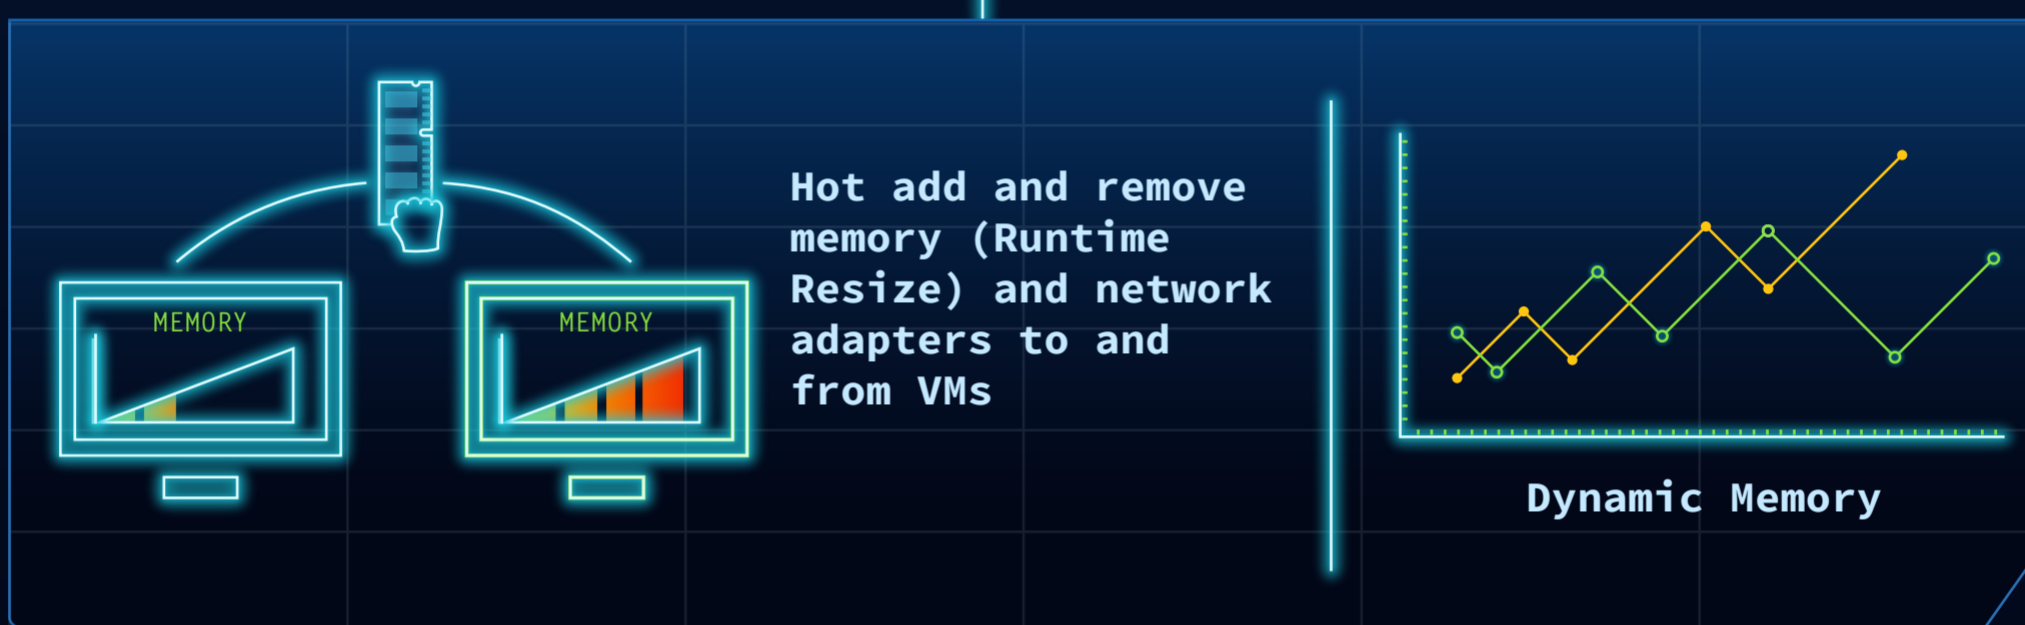 MEMORY
MEMORY
Hot add and remove
memory (Runtime
Resize) and network
adapters to and
from VMs
Dynamic Memory